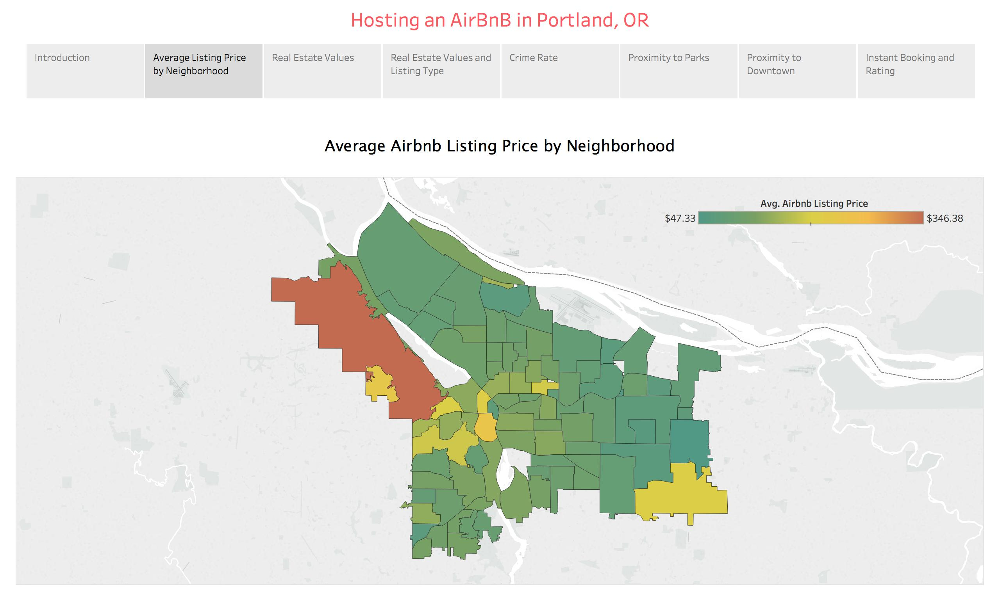 Hosting an AirBnB in Portland, OR
Introduction
Average Listing Price
by Neighborhood
Real Estate Values
Real Estate Values and
Listing Type
Crime Rate
Proximity to Parks
Proximity to
Downtown
Instant Booking and
Rating
Average Airbnb Listing Price by Neighborhood
Avg. Airbnb Listing Price
$47.33
$346.38